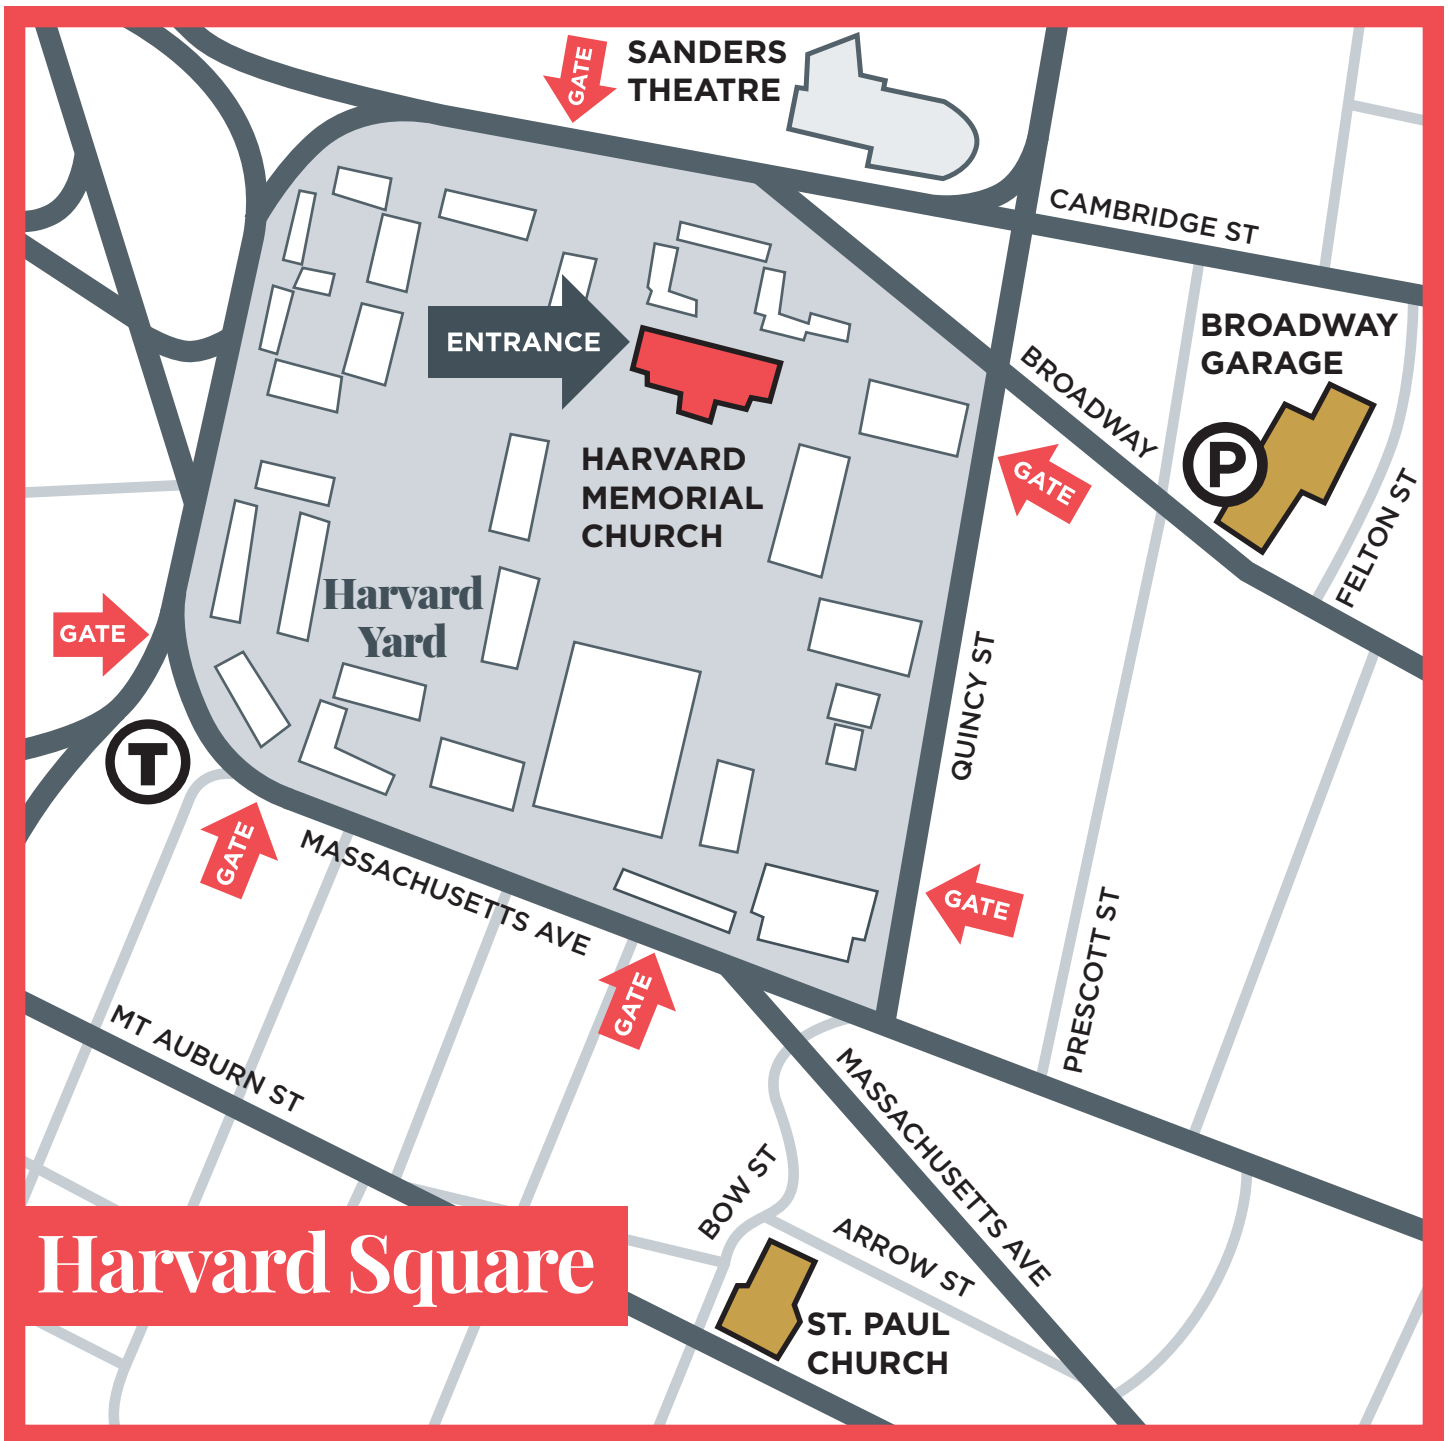 GATE
SANDERS
THEATRE
CAMBRIDGE ST
BROADWAY
GARAGE
ENTRANCE
BROADWAY
P
HARVARD
MEMORIAL
CHURCH
GATE
FELTON ST
Harvard
Yard
GATE
QUINCY ST
T
GATE
MASSACHUSETTS AVE
GATE
PRESCOTT ST
GATE
MT AUBURN ST
MASSACHUSETTS AVE
BOW ST
ARROW ST
Harvard Square
ST. PAUL
CHURCH